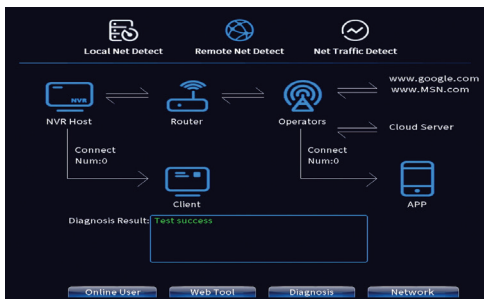 Local Net Detect
Remote Net Detect
Net Traffic Detect
www.google.com
www.MSN.com
NVR
NVR Host
Router
Operators
Cloud Server
Connect
Num:0
Connect
Num:0
Client
APP
Diagnosis Result:
Test success
Online User
Web Tool
Diagnosis
Network